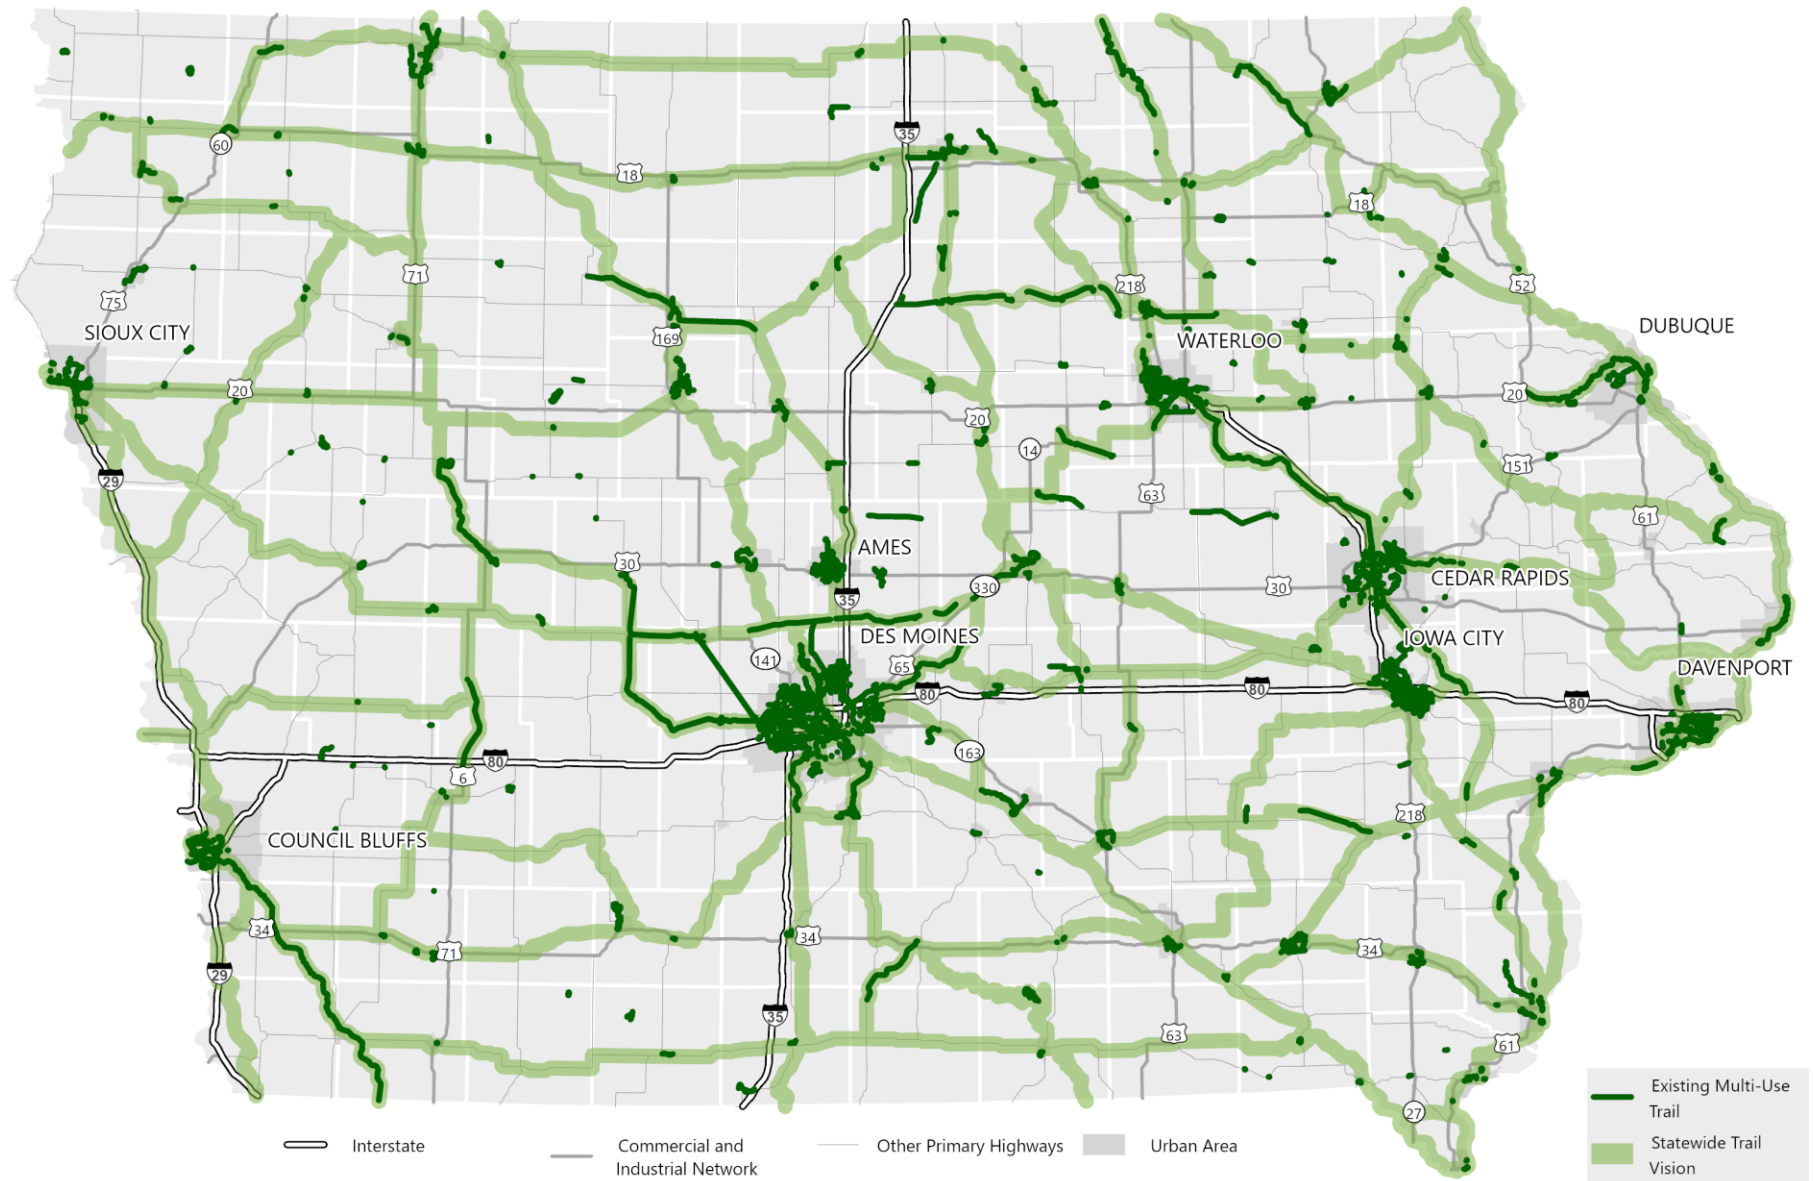 35
60
18
18
71
218
52
75
SIOUX CITY
DUBUQUE
169
WATERLOO
20
20
20
14
29
151
63
61
AMES
30
330
30
CEDAR RAPIDS
35
DES MOINES
IOWA CITY
141
65
DAVENPORT
80
80
80
163
80
6
218
COUNCIL BLUFFS
34
34
34
71
29
35
63
61
27
Existing Multi-Use
Trail
Statewide Trail
Vision
Interstate
Commercial and
Industrial Network
Other Primary Highways
Urban Area